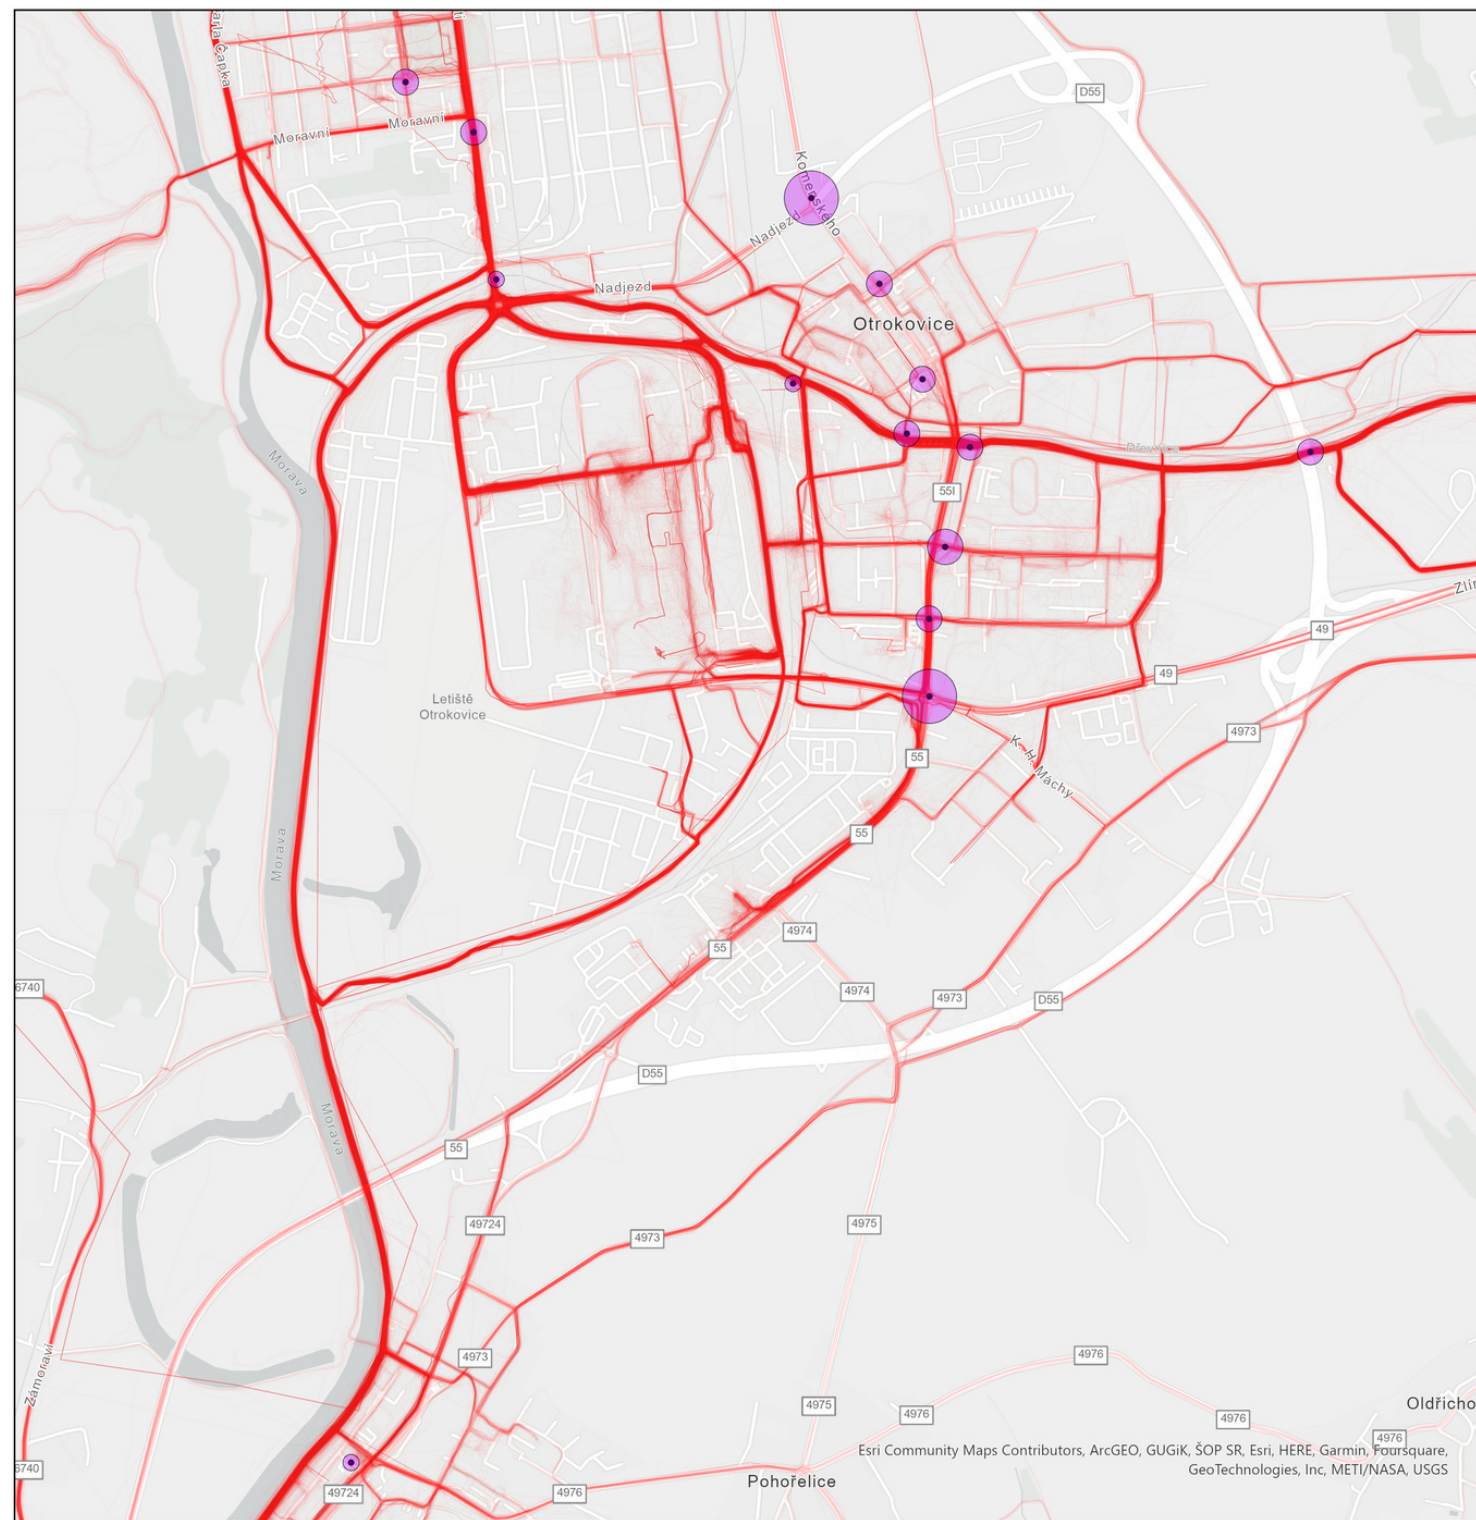 arla Čapka
ti
D55
Moravní
Moravní
Komenského
Nadjezd
Nadjezd
Otrokovice
Dřevnice
Morava
55I
Zlín
49
49
Letiště
Otrokovice
4973
55
K. H. Máchy
55
Morava
4974
55
6740
4974
4973
D55
D55
Morava
55
49724
4975
4973
4973
4976
Zámoraví
4975
4976
4976
Oldřicho
4976
Esri Community Maps Contributors, ArcGEO, GUGiK, ŠOP SR, Esri, HERE, Garmin, Foursquare,
GeoTechnologies, Inc, METI/NASA, USGS
6740
Pohořelice
49724
4976